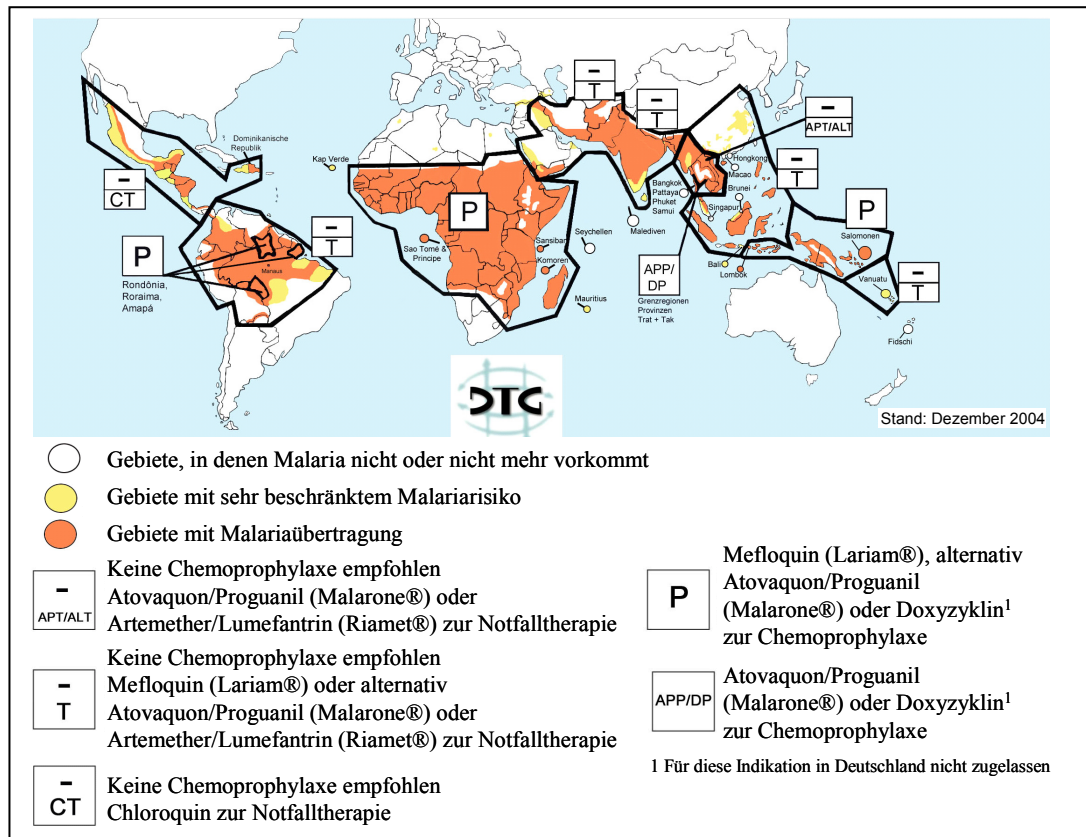 -
T
-
T
-
APT/ALT
Dominikanische
Republik
Kap Verde
Hongkong
Macao
-
CT
-
T
Bangkok
Pattaya
Phuket
Samui
Brunei
Singapur
P
P
-
T
P
Rondônia,
Roraima,
Amapá
Manaus
Sao Tomé &
Principe
Sansibar
Komoren
Seychellen
Malediven
Mauritius
APP/
DP
Grenzregionen
Provinzen
Trat + Tak
Bali
Lombok
Salomonen
Vanuatu
-
T
Fidschi
DTG
Stand: Dezember 2004
Gebiete, in denen Malaria nicht oder nicht mehr vorkommt
Gebiete mit sehr beschränktem Malariarisiko
Gebiete mit Malariaübertragung
-
APT/ALT
Keine Chemoprophylaxe empfohlen
Atovaquon/Proguanil (Malarone®) oder
Artemether/Lumefantrin (Riamet®) zur Notfalltherapie
-
T
Keine Chemoprophylaxe empfohlen
Mefloquin (Lariam®) oder alternativ
Atovaquon/Proguanil (Malarone®) oder
Artemether/Lumefantrin (Riamet®) zur Notfalltherapie
-
CT
Keine Chemoprophylaxe empfohlen
Chloroquin zur Notfalltherapie
P
Mefloquin (Lariam®), alternativ
Atovaquon/Proguanil
(Malarone®) oder Doxyzyklin1
zur Chemoprophylaxe
APP/DP
Atovaquon/Proguanil
(Malarone®) oder Doxyzyklin1
zur Chemoprophylaxe
1 Für diese Indikation in Deutschland nicht zugelassen